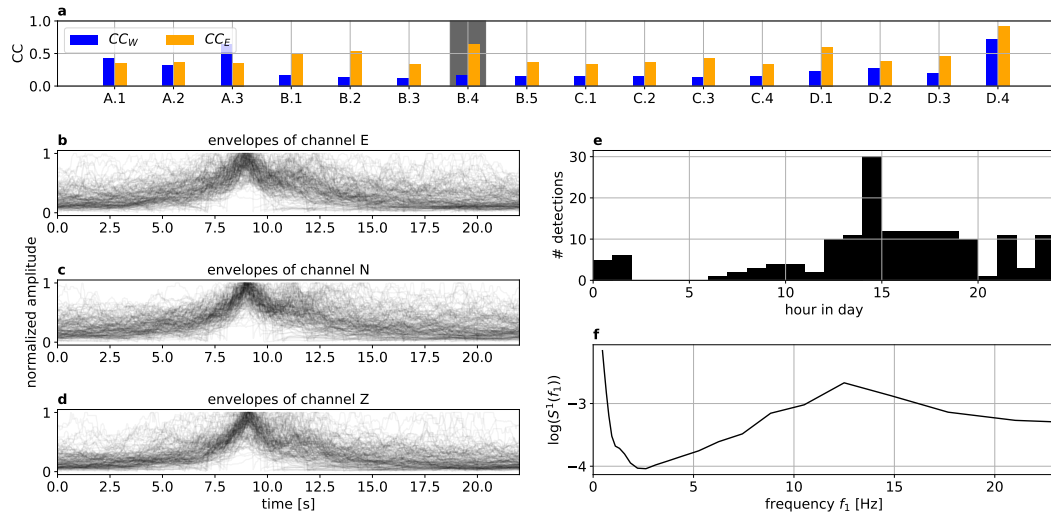 a
CC
1.0
0.5
0.0
CC_W
CC_E
A.1 A.2 A.3 B.1 B.2 B.3 B.4 B.5 C.1 C.2 C.3 C.4 D.1 D.2 D.3 D.4
b
envelopes of channel E
1
0
0.0 2.5 5.0 7.5 10.0 12.5 15.0 17.5 20.0
c
envelopes of channel N
normalized amplitude
1
0
0.0 2.5 5.0 7.5 10.0 12.5 15.0 17.5 20.0
d
envelopes of channel Z
1
0
0.0 2.5 5.0 7.5 10.0 12.5 15.0 17.5 20.0
time [s]
e
# detections
30
20
10
0
0 5 10 15 20
hour in day
f
log(S¹(f₁))
−3
−4
0 5 10 15 20
frequency f₁ [Hz]